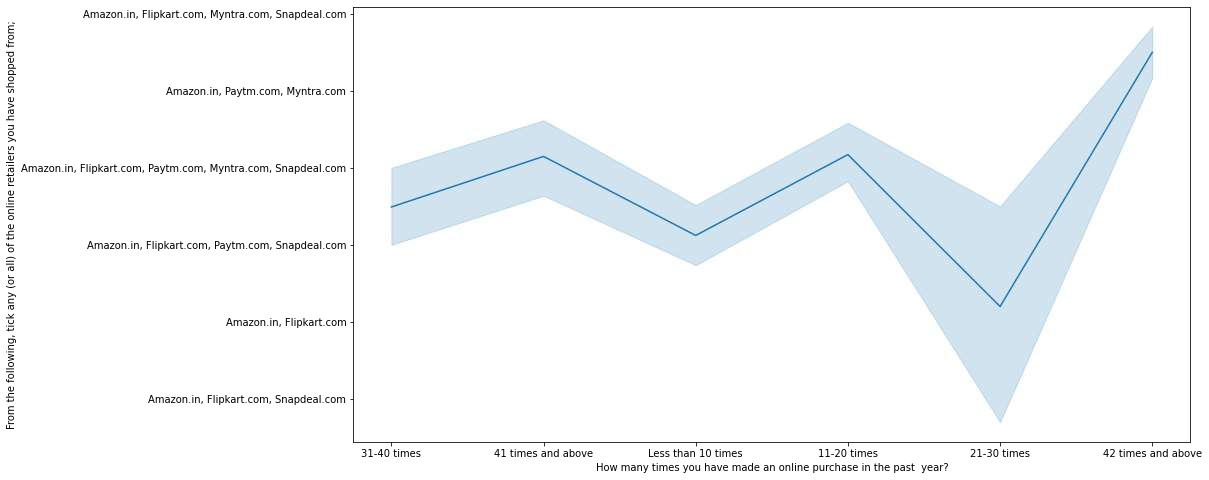 From the following, tick any (or all) of the online retailers you have shopped from;
Amazon.in, Flipkart.com, Myntra.com, Snapdeal.com
Amazon.in, Paytm.com, Myntra.com
Amazon.in, Flipkart.com, Paytm.com, Myntra.com, Snapdeal.com
Amazon.in, Flipkart.com, Paytm.com, Snapdeal.com
Amazon.in, Flipkart.com
Amazon.in, Flipkart.com, Snapdeal.com
31-40 times 41 times and above Less than 10 times 11-20 times 21-30 times 42 times and above
How many times you have made an online purchase in the past  year?